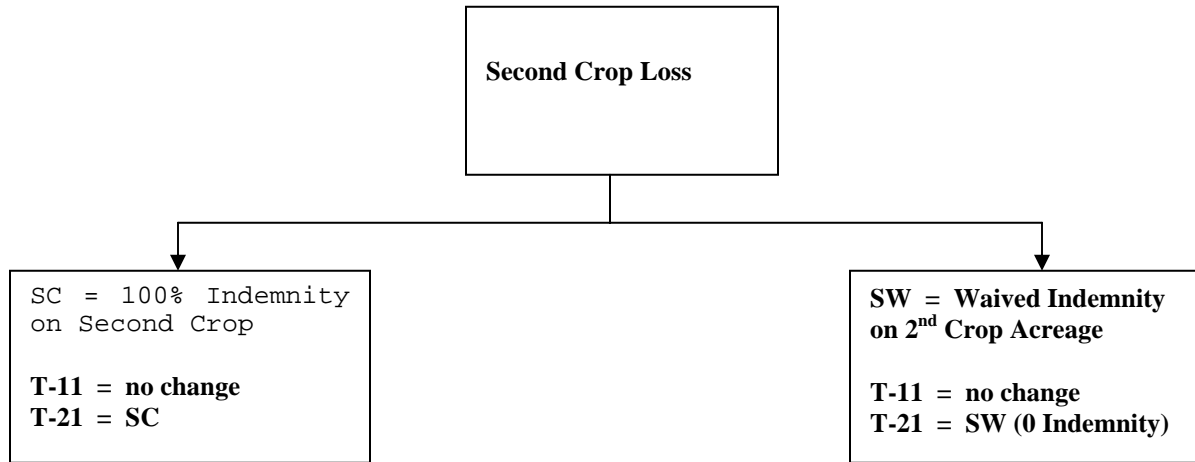 Second Crop Loss
SC = 100% Indemnity
on Second Crop
T-11 = no change
T-21 = SC
SW = Waived Indemnity
on 2nd Crop Acreage
T-11 = no change
T-21 = SW (0 Indemnity)